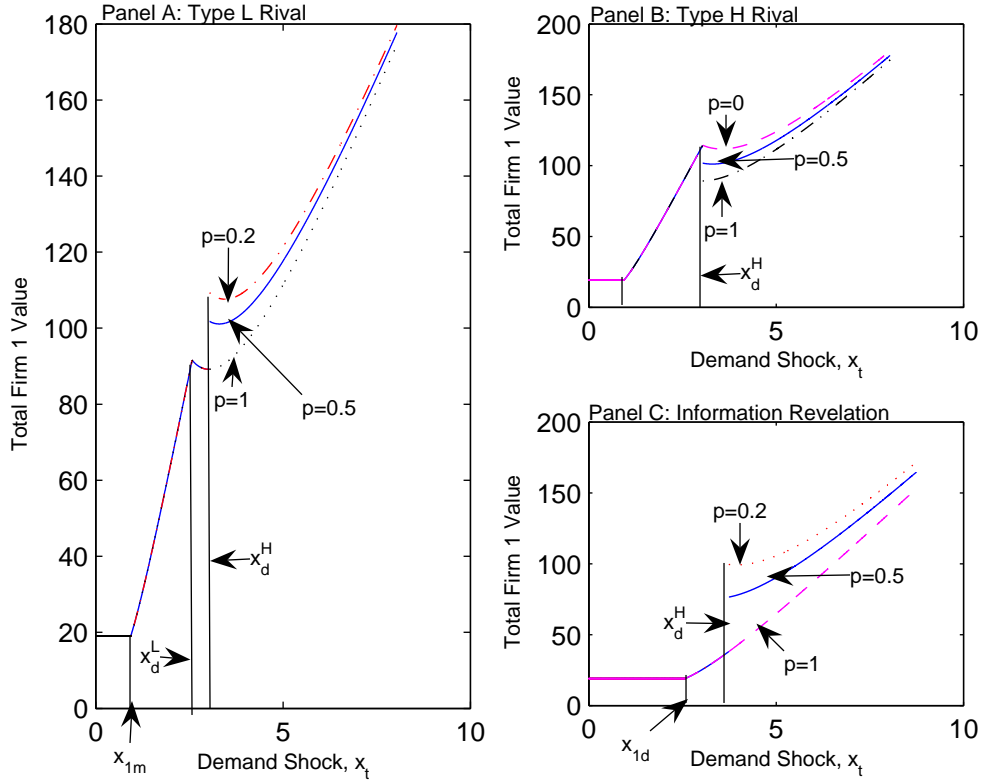 Panel A: Type L Rival
180
160
140
120
100
80
60
40
20
0
Total Firm 1 Value
p=0.2
p=0.5
p=1
x_d^H
x_d^L
x_{1m}
0
5
10
Demand Shock, x_t
Panel B: Type H Rival
200
150
100
50
0
Total Firm 1 Value
p=0
p=0.5
p=1
x_d^H
0
5
10
Demand Shock, x_t
Panel C: Information Revelation
200
150
100
50
0
Total Firm 1 Value
p=0.2
p=0.5
x_d^H
p=1
0
5
10
x_{1d}
Demand Shock, x_t